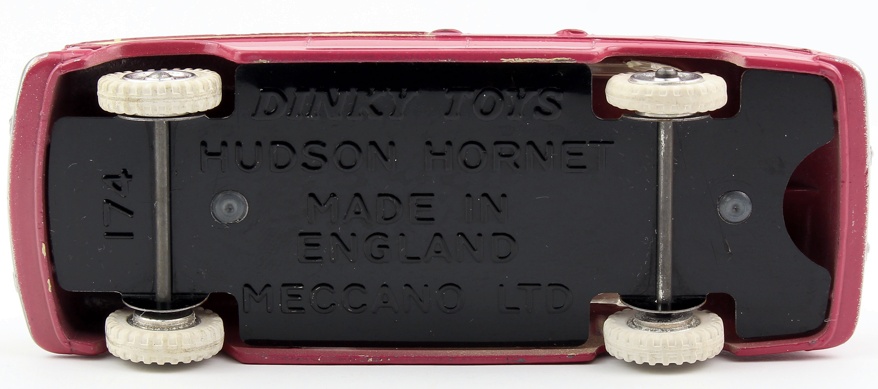 DINKY TOYS
HUDSON HORNET
174
MADE IN
ENGLAND
MECCANO LTD